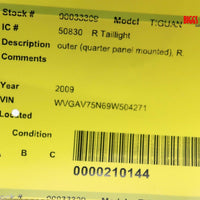 Stock # 0003330S Model TIGUAN
IC # 50830 R Taillight
Description outer (quarter panel mounted), R.
Comments
Year 2009
VIN WVGAV75N69W504271
Located
Condition
A B C
0000210144